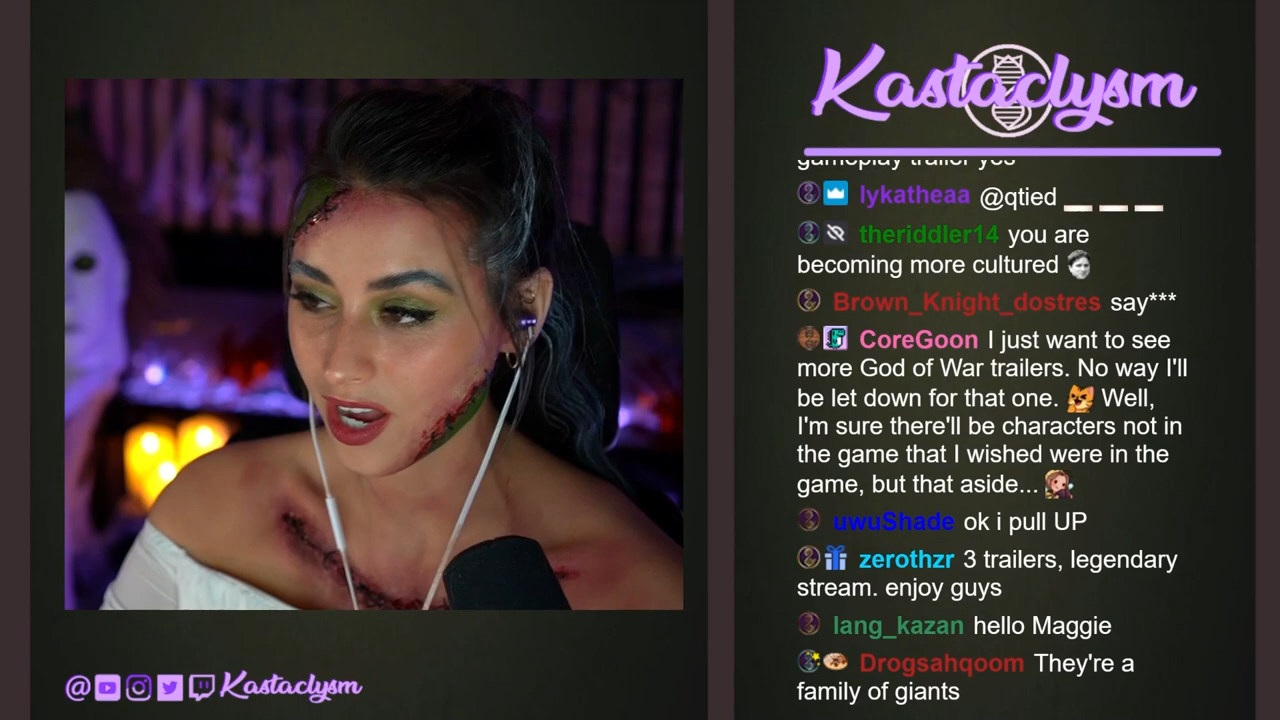 Kastaclysm
gameplay trailer yes
lykatheaa @qtied
theriddler14 you are
becoming more cultured
Brown_Knight_dostres say***
CoreGoon I just want to see
more God of War trailers. No way I'll
be let down for that one. Well,
I'm sure there'll be characters not in
the game that I wished were in the
game, but that aside...
uwuShade ok i pull UP
zerothzr 3 trailers, legendary
stream. enjoy guys
lang_kazan hello Maggie
Drogsahqoom They're a
family of giants
@ Kastaclysm